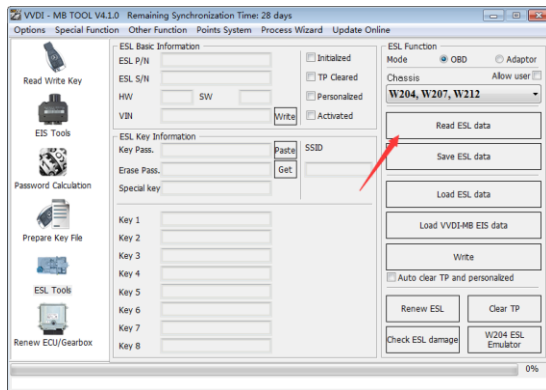 VVDI - MB TOOL V4.1.0 Remaining Synchronization Time: 28 days
Options Special Function Other Function Points System Process Wizard Update Online
Read Write Key
EIS Tools
Password Calculation
Prepare Key File
ESL Tools
Renew ECU/Gearbox
ESL Basic Information
ESL P/N
ESL S/N
HW SW
VIN Write
Initialized
TP Cleared
Personalized
Activated
ESL Key Information
Key Pass. Paste SSID
Erase Pass. Get
Special key
Key 1
Key 2
Key 3
Key 4
Key 5
Key 6
Key 7
Key 8
ESL Function
Mode OBD Adaptor
Chassis Allow user
W204, W207, W212
Read ESL data
Save ESL data
Load ESL data
Load VVDI-MB EIS data
Write
Auto clear TP and personalized
Renew ESL Clear TP
Check ESL damage W204 ESL
Emulator
0%